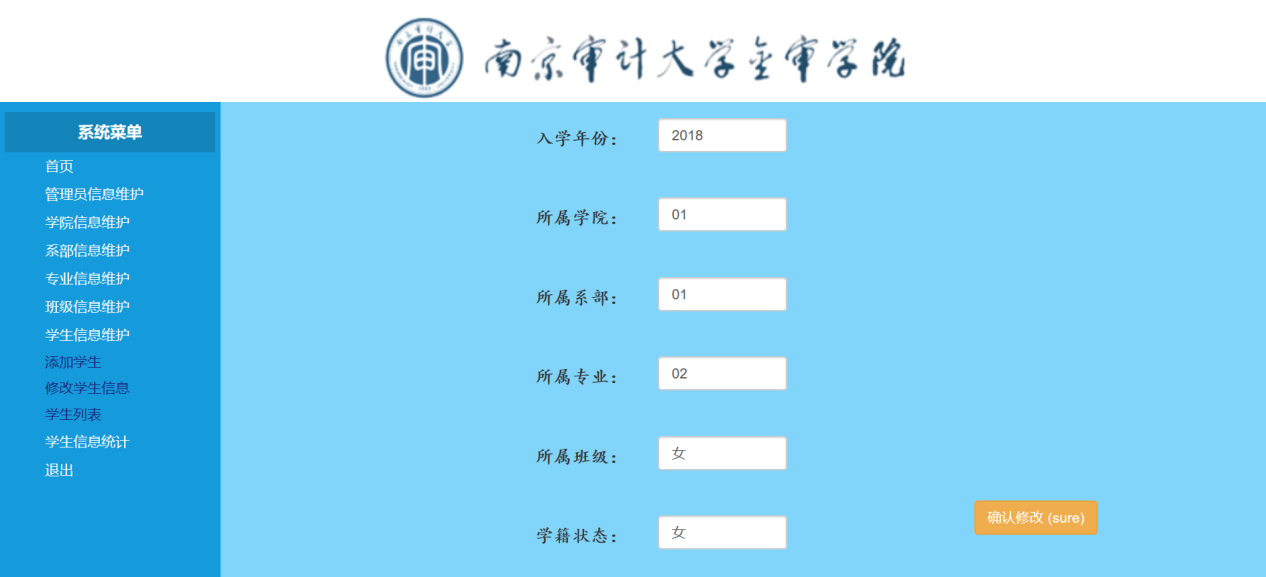 南京审计大学金审学院
系统菜单
首页
管理员信息维护
学院信息维护
系部信息维护
专业信息维护
班级信息维护
学生信息维护
添加学生
修改学生信息
学生列表
学生信息统计
退出
入学年份： 2018
所属学院： 01
所属系部： 01
所属专业： 02
所属班级： 女
学籍状态： 女
确认修改 (sure)